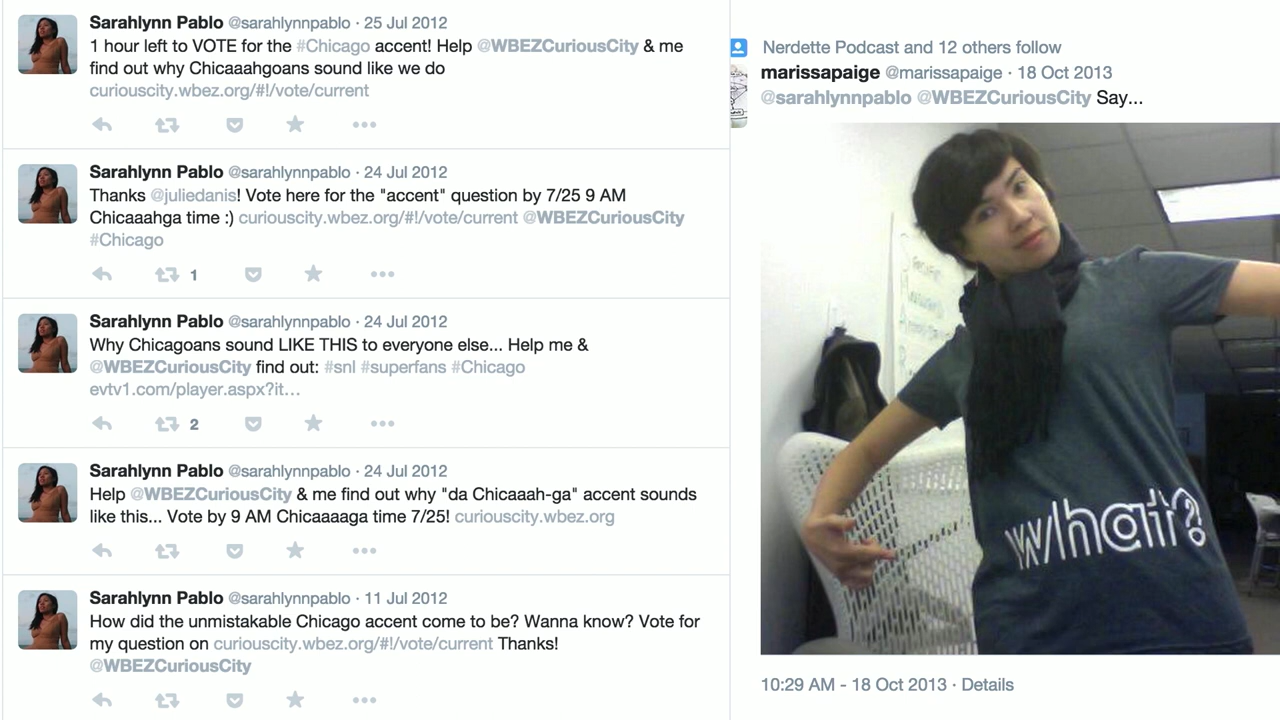 Sarahlynn Pablo @sarahlynnpablo · 25 Jul 2012
1 hour left to VOTE for the #Chicago accent! Help @WBEZCuriousCity & me
find out why Chicaaahgoans sound like we do
curiouscity.wbez.org/#!/vote/current
Sarahlynn Pablo @sarahlynnpablo · 24 Jul 2012
Thanks @juliedanis! Vote here for the "accent" question by 7/25 9 AM
Chicaaahga time :) curiouscity.wbez.org/#!/vote/current @WBEZCuriousCity
#Chicago
1
Sarahlynn Pablo @sarahlynnpablo · 24 Jul 2012
Why Chicagoans sound LIKE THIS to everyone else... Help me &
@WBEZCuriousCity find out: #snl #superfans #Chicago
evtv1.com/player.aspx?it...
2
Sarahlynn Pablo @sarahlynnpablo · 24 Jul 2012
Help @WBEZCuriousCity & me find out why "da Chicaaah-ga" accent sounds
like this... Vote by 9 AM Chicaaaaga time 7/25! curiouscity.wbez.org
Sarahlynn Pablo @sarahlynnpablo · 11 Jul 2012
How did the unmistakable Chicago accent come to be? Wanna know? Vote for
my question on curiouscity.wbez.org/#!/vote/current Thanks!
@WBEZCuriousCity
Nerdette Podcast and 12 others follow
marissapaige @marissapaige · 18 Oct 2013
@sarahlynnpablo @WBEZCuriousCity Say...
what?
10:29 AM - 18 Oct 2013 · Details